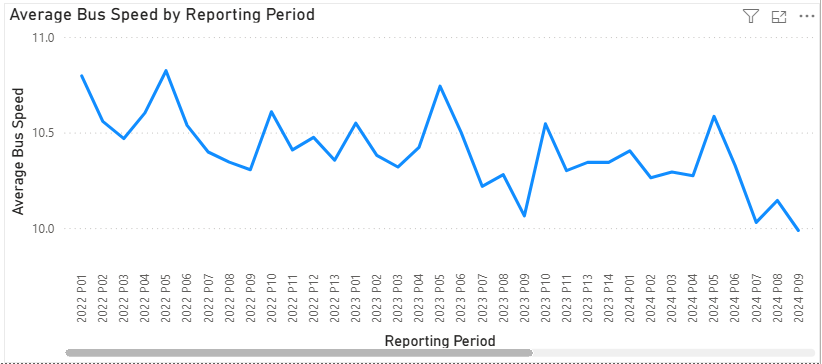 Average Bus Speed by Reporting Period
11.0
10.5
10.0
Average Bus Speed
2022 P01
2022 P02
2022 P03
2022 P04
2022 P05
2022 P06
2022 P07
2022 P08
2022 P09
2022 P10
2022 P11
2022 P12
2022 P13
2023 P01
2023 P02
2023 P03
2023 P04
2023 P05
2023 P06
2023 P07
2023 P08
2023 P09
2023 P10
2023 P11
2023 P13
2023 P14
2024 P01
2024 P02
2024 P03
2024 P04
2024 P05
2024 P06
2024 P07
2024 P08
2024 P09
Reporting Period